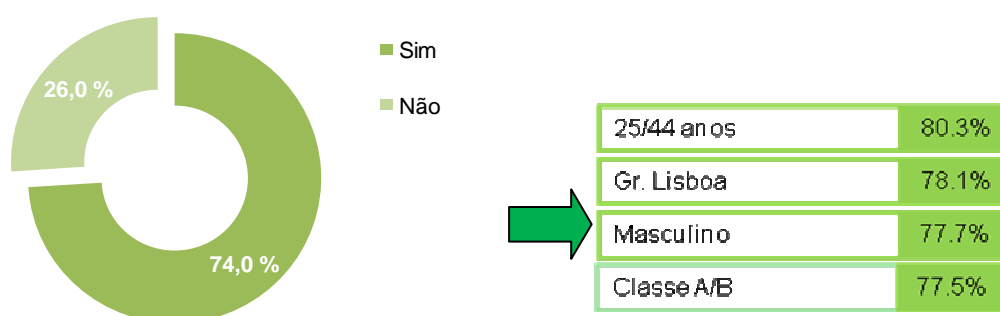 Sim
Não
26,0 %
74,0 %
25/44 anos 80.3%
Gr. Lisboa 78.1%
Masculino 77.7%
Classe A/B 77.5%